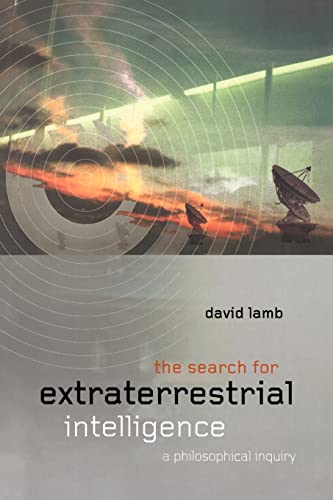 david lamb
the search for
extraterrestrial
intelligence
a philosophical inquiry